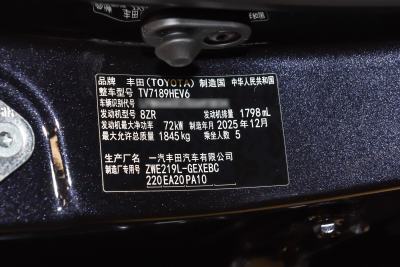 品牌 丰田(TOYOTA) 制造国 中华人民共和国
整车型号 TV7189HEV6
车辆识别代号
发动机型号 8ZR 发动机排量 1798 mL
发动机最大净功率 72kW 制造年月 2025年12月
最大允许总质量 1845kg 乘坐人数 5
生产厂名 一汽丰田汽车有限公司
制造厂专用号 ZWE219L-GEXEBC
220EA20PA10